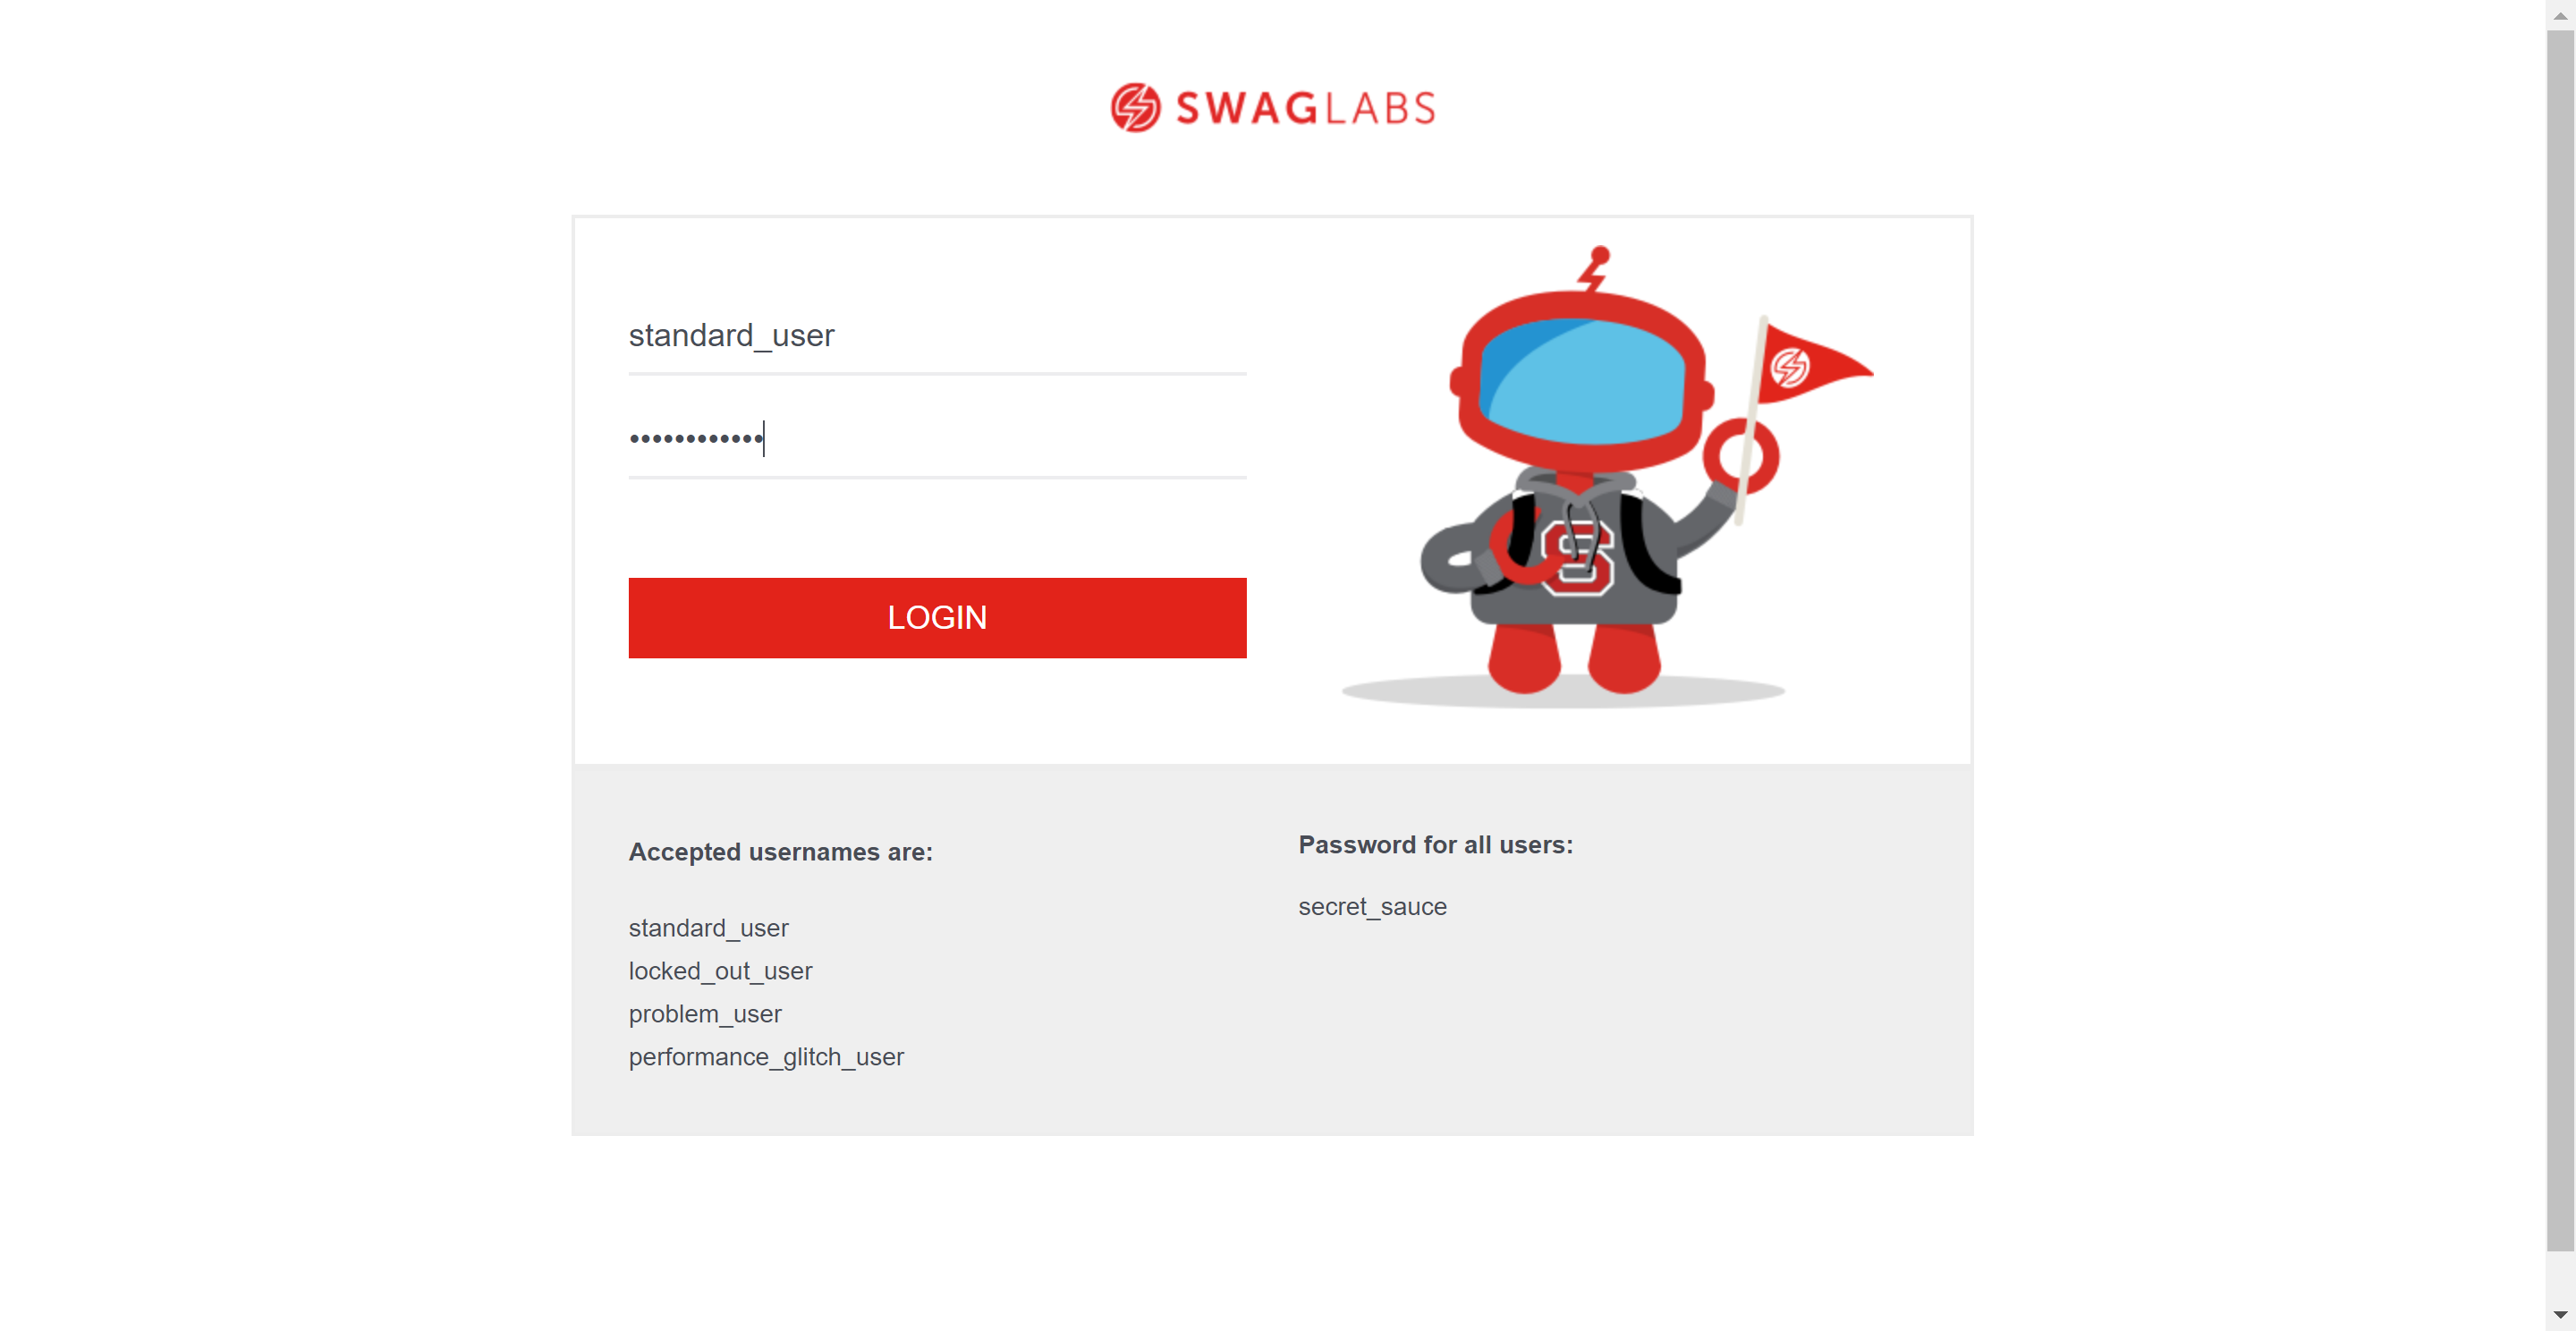 SWAGLABS
standard_user
••••••••••••
LOGIN
S
Accepted usernames are:
standard_user
locked_out_user
problem_user
performance_glitch_user
Password for all users:
secret_sauce